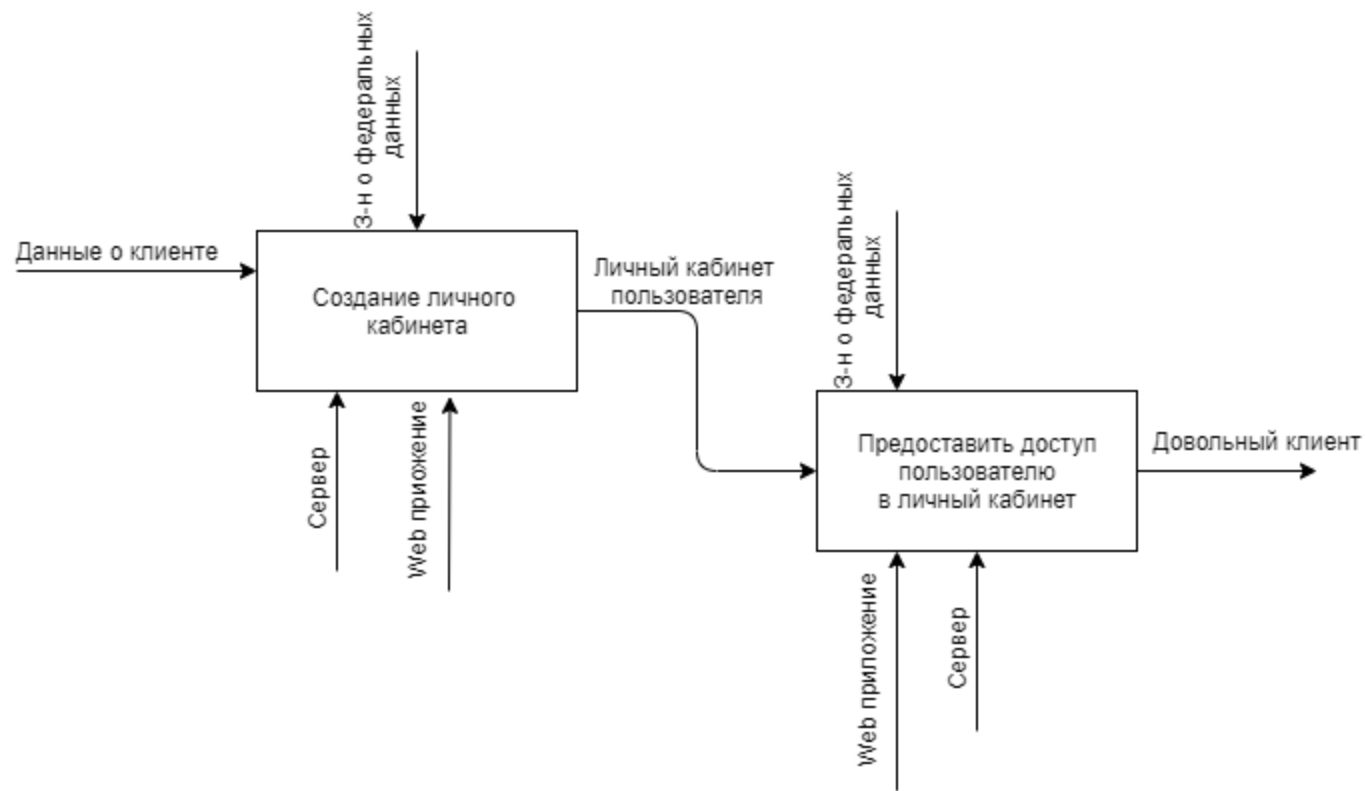 З-н о федеральных
данных
Данные о клиенте
Создание личного
кабинета
Личный кабинет
пользователя
Сервер
Web приожение
З-н о федеральных
данных
Предоставить доступ
пользователю
в личный кабинет
Довольный клиент
Web приложение
Сервер